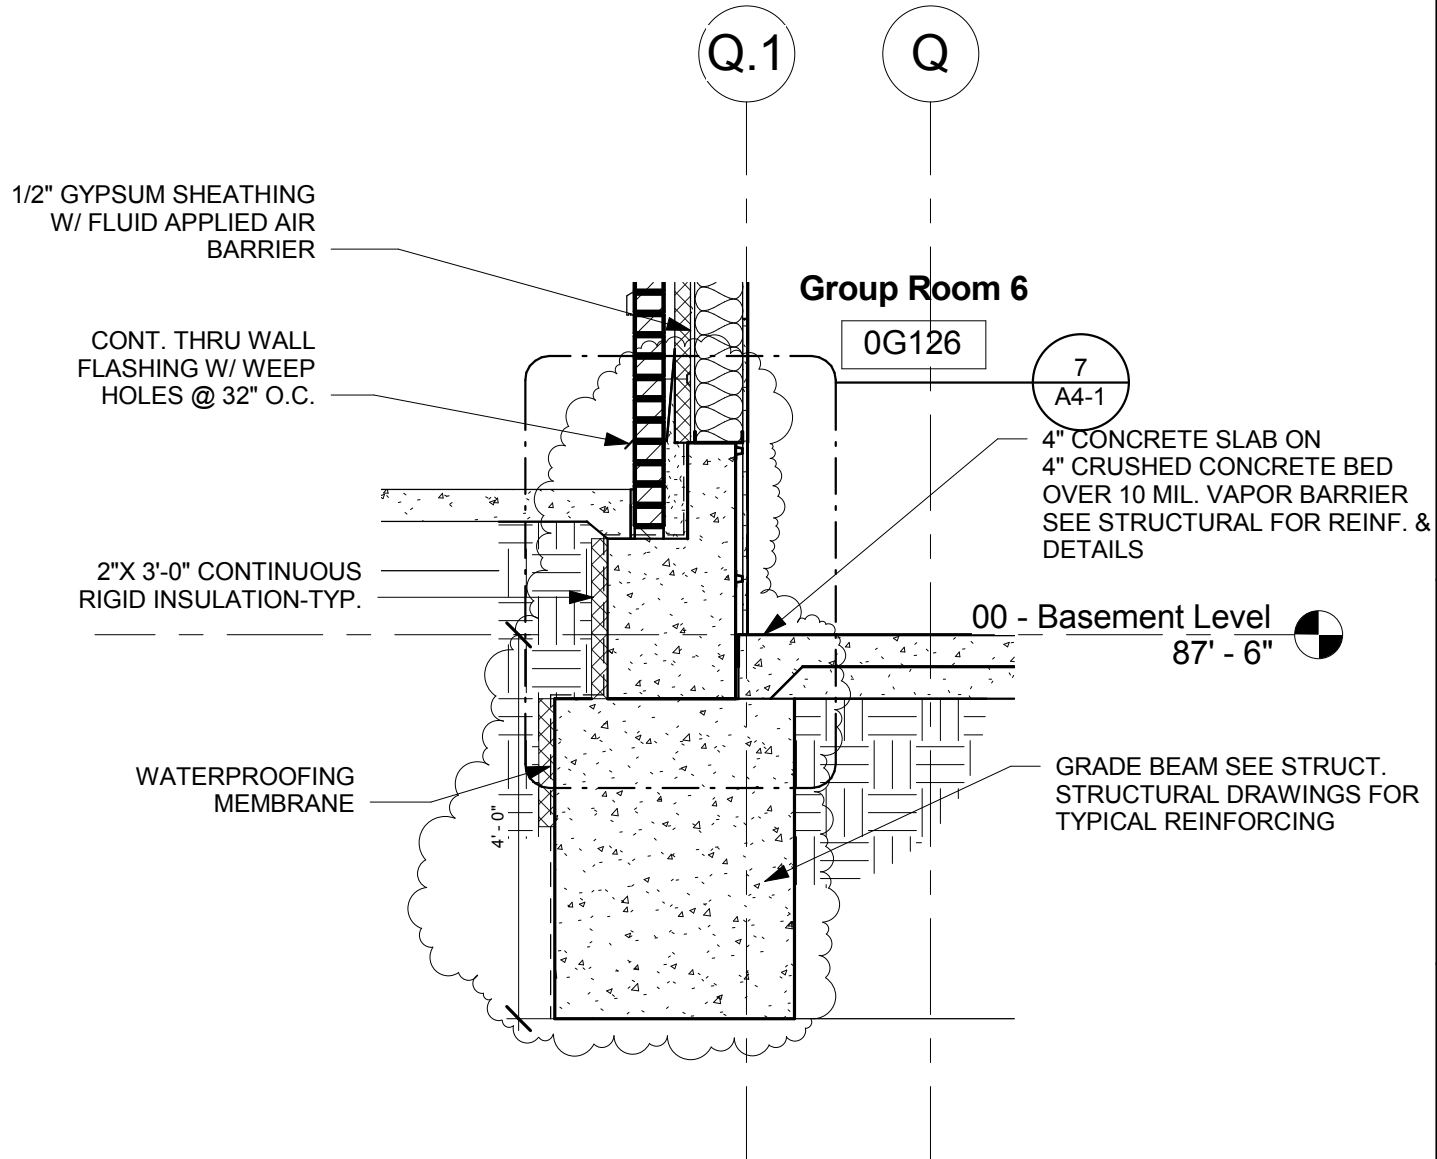 Q.1
Q
1/2" GYPSUM SHEATHING
W/ FLUID APPLIED AIR
BARRIER
Group Room 6
0G126
CONT. THRU WALL
FLASHING W/ WEEP
HOLES @ 32" O.C.
7
A4-1
4" CONCRETE SLAB ON
4" CRUSHED CONCRETE BED
OVER 10 MIL. VAPOR BARRIER
SEE STRUCTURAL FOR REINF. &
DETAILS
2"X 3'-0" CONTINUOUS
RIGID INSULATION-TYP.
00 - Basement Level
87' - 6"
WATERPROOFING
MEMBRANE
4' - 0"
GRADE BEAM SEE STRUCT.
STRUCTURAL DRAWINGS FOR
TYPICAL REINFORCING